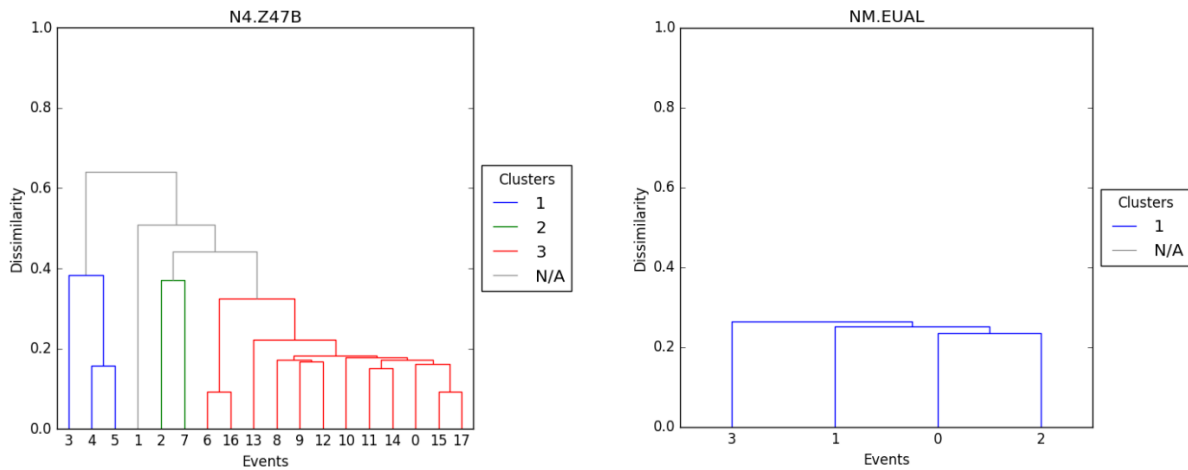 N4.Z47B
1.0
0.8
0.6
0.4
0.2
0.0
Dissimilarity
3 4 5 1 2 7 6 16 13 8 9 12 10 11 14 0 15 17
Events
Clusters
1
2
3
N/A
NM.EUAL
1.0
0.8
0.6
0.4
0.2
0.0
Dissimilarity
3 1 0 2
Events
Clusters
1
N/A